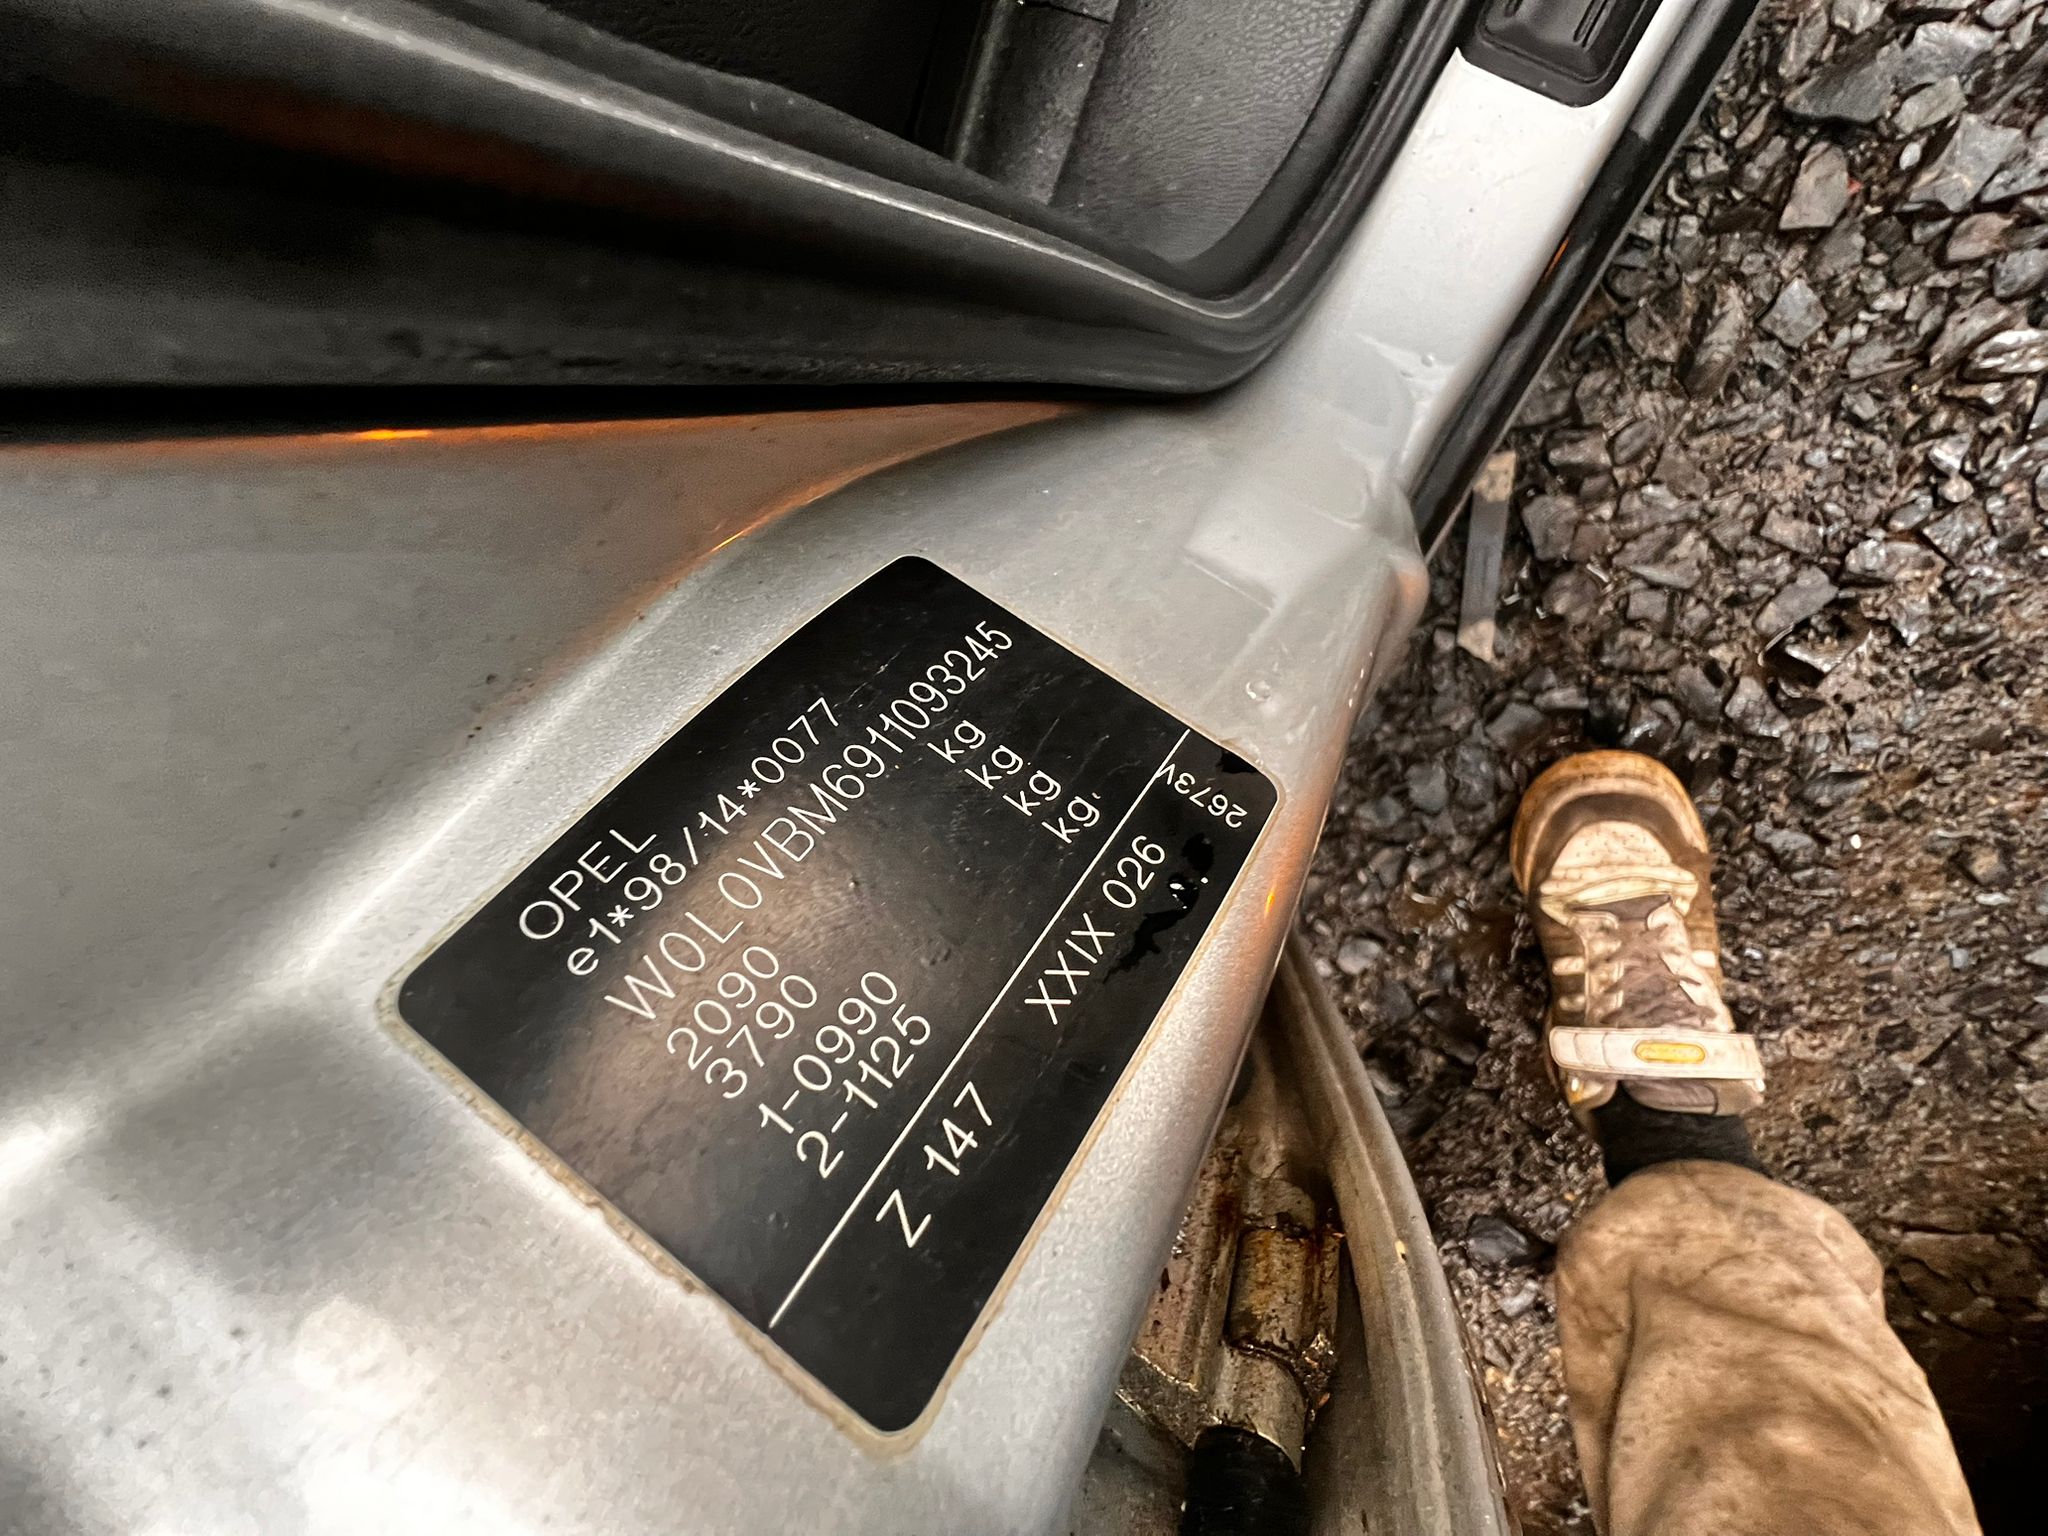 OPEL
e1*98/14*0077
W0L0VBM6911093245
2090 kg
3790 kg
1-0990 kg
2-1125 kg
Z 147 XXIX 026
2673V